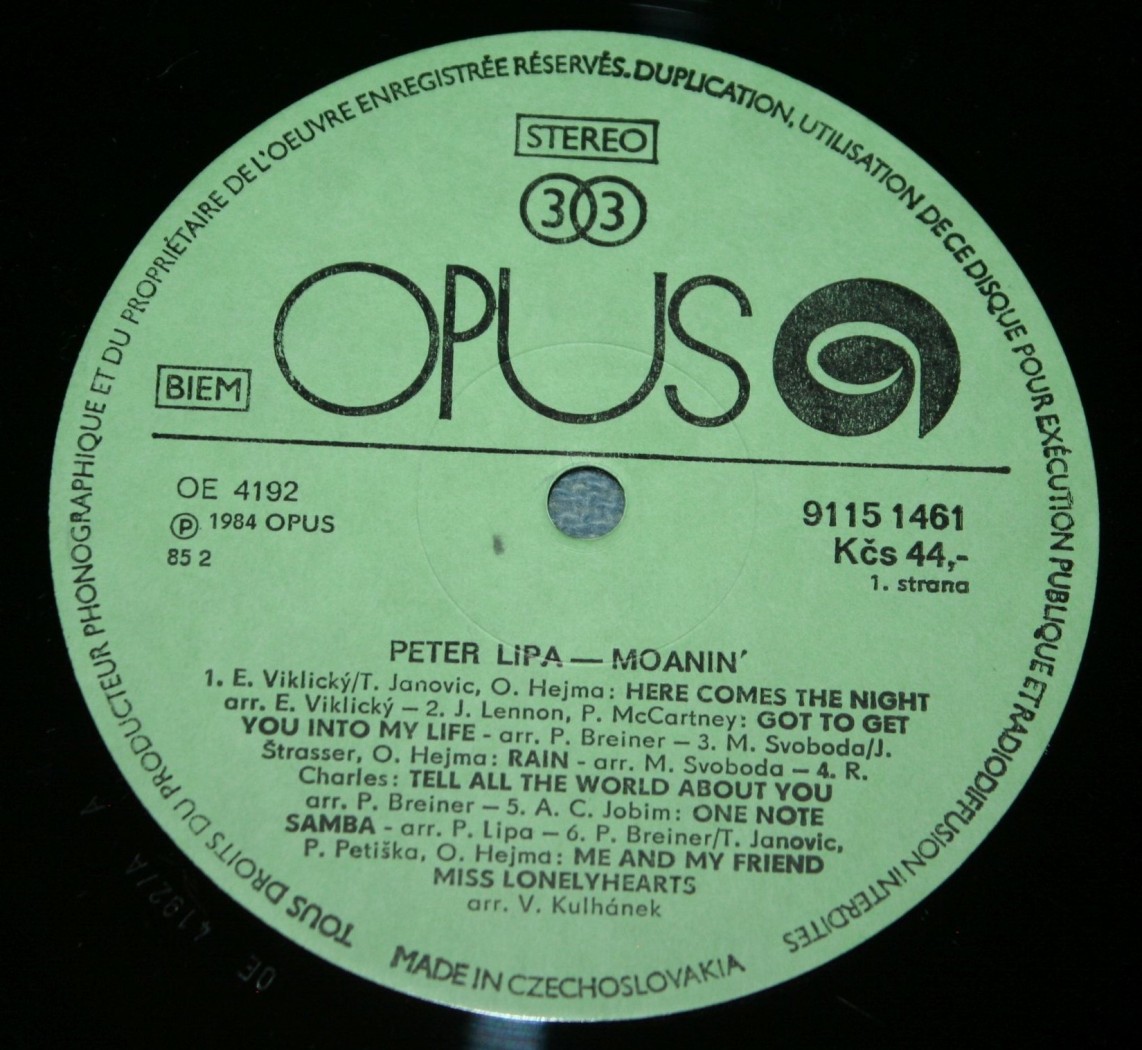 TOUS DROITS DU PRODUCTEUR PHONOGRAPHIQUE ET DU PROPRIÉTAIRE DE L'OEUVRE ENREGISTRÉE RÉSERVÉS. DUPLICATION, UTILISATION DE CE DISQUE POUR EXÉCUTION PUBLIQUE ET RADIODIFFUSION INTERDITES
STEREO
33
OPUS
BIEM
OE 4192
Ⓟ 1984 OPUS
85 2
9115 1461
Kčs 44,-
1. strana
PETER LIPA — MOANIN'
1. E. Viklický/T. Janovic, O. Hejma: HERE COMES THE NIGHT
arr. E. Viklický — 2. J. Lennon, P. McCartney: GOT TO GET
YOU INTO MY LIFE - arr. P. Breiner — 3. M. Svoboda/J.
Štrasser, O. Hejma: RAIN - arr. M. Svoboda — 4. R.
Charles: TELL ALL THE WORLD ABOUT YOU
arr. P. Breiner — 5. A. C. Jobim: ONE NOTE
SAMBA - arr. P. Lipa — 6. P. Breiner/T. Janovic,
P. Petiška, O. Hejma: ME AND MY FRIEND
MISS LONELYHEARTS
arr. V. Kulhánek
MADE IN CZECHOSLOVAKIA
OE 4192/A
A